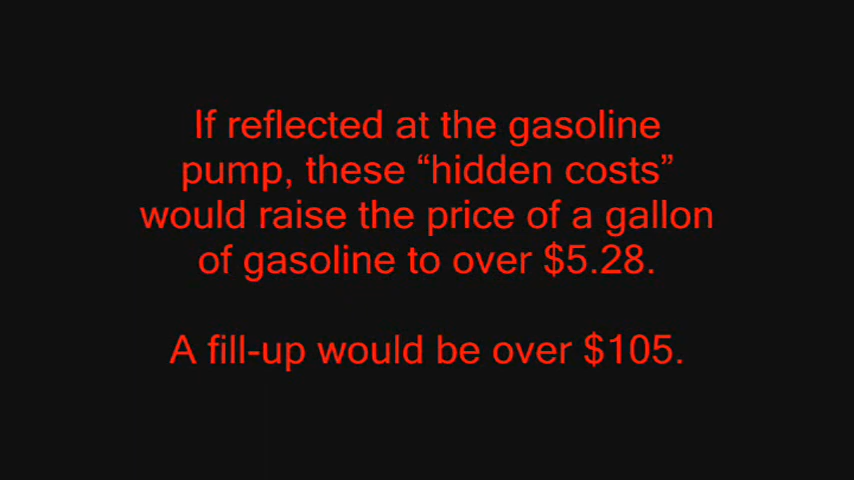 If reflected at the gasoline
pump, these “hidden costs”
would raise the price of a gallon
of gasoline to over $5.28.
A fill-up would be over $105.